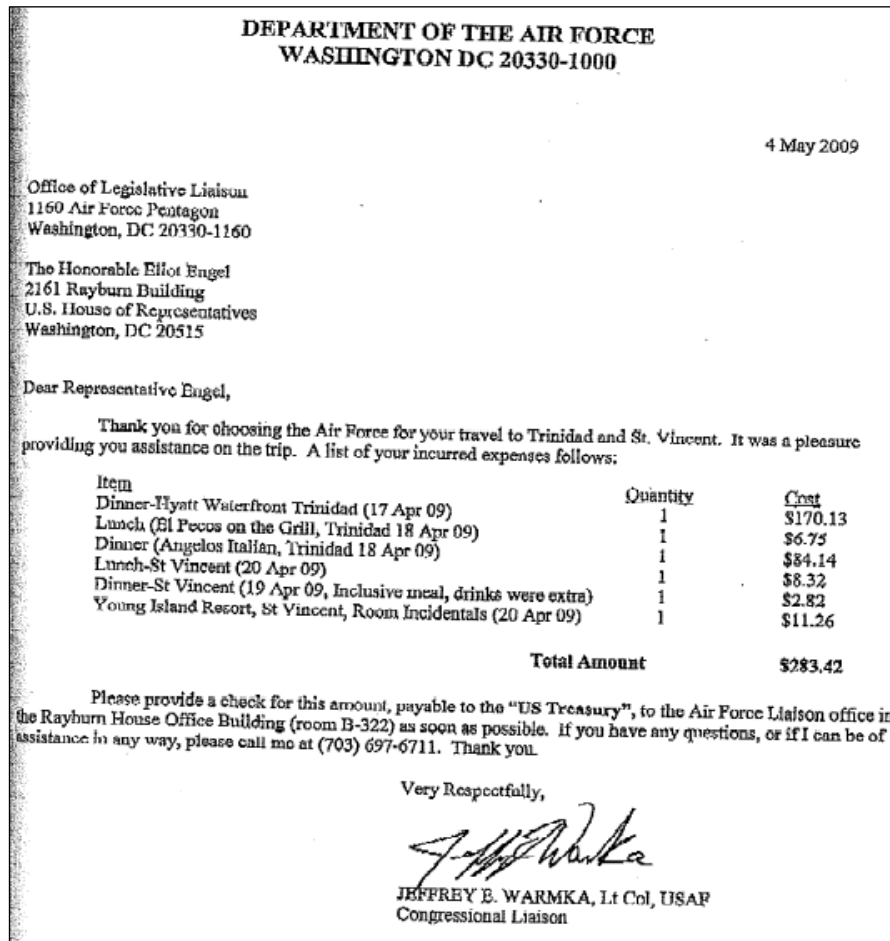 DEPARTMENT OF THE AIR FORCE
WASHINGTON DC 20330-1000
4 May 2009
Office of Legislative Liaison
1160 Air Force Pentagon
Washington, DC 20330-1160
The Honorable Eliot Engel
2161 Rayburn Building
U.S. House of Representatives
Washington, DC 20515
Dear Representative Engel,
Thank you for choosing the Air Force for your travel to Trinidad and St. Vincent. It was a pleasure
providing you assistance on the trip. A list of your incurred expenses follows:
Item Quantity Cost
Dinner-Hyatt Waterfront Trinidad (17 Apr 09) 1 $170.13
Lunch (El Pecos on the Grill, Trinidad 18 Apr 09) 1 $6.75
Dinner (Angelos Italian, Trinidad 18 Apr 09) 1 $84.14
Lunch-St Vincent (20 Apr 09) 1 $8.32
Dinner-St Vincent (19 Apr 09, Inclusive meal, drinks were extra) 1 $2.82
Young Island Resort, St Vincent, Room Incidentals (20 Apr 09) 1 $11.26
Total Amount $283.42
Please provide a check for this amount, payable to the "US Treasury", to the Air Force Liaison office in
the Rayburn House Office Building (room B-322) as soon as possible. If you have any questions, or if I can be of
assistance in any way, please call me at (703) 697-6711. Thank you.
Very Respectfully,
JEFFREY B. WARMKA, Lt Col, USAF
Congressional Liaison